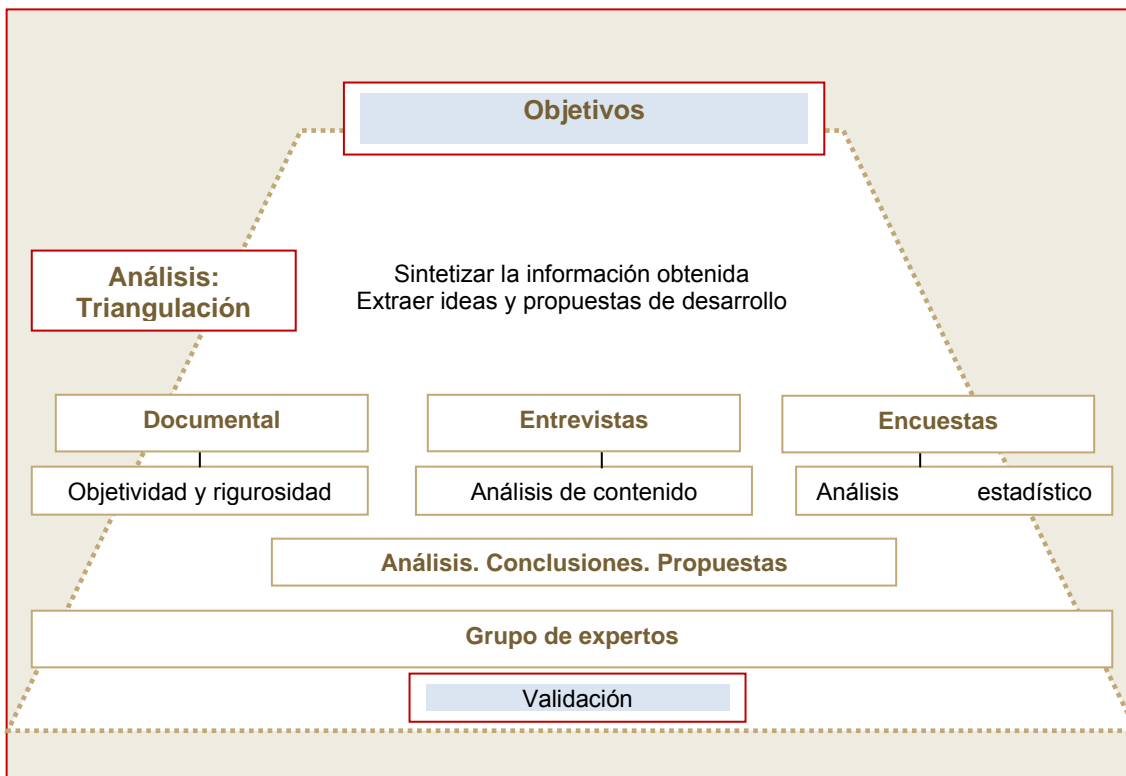 Objetivos
Análisis:
Triangulación
Sintetizar la información obtenida
Extraer ideas y propuestas de desarrollo
Documental
Entrevistas
Encuestas
Objetividad y rigurosidad
Análisis de contenido
Análisis estadístico
Análisis. Conclusiones. Propuestas
Grupo de expertos
Validación